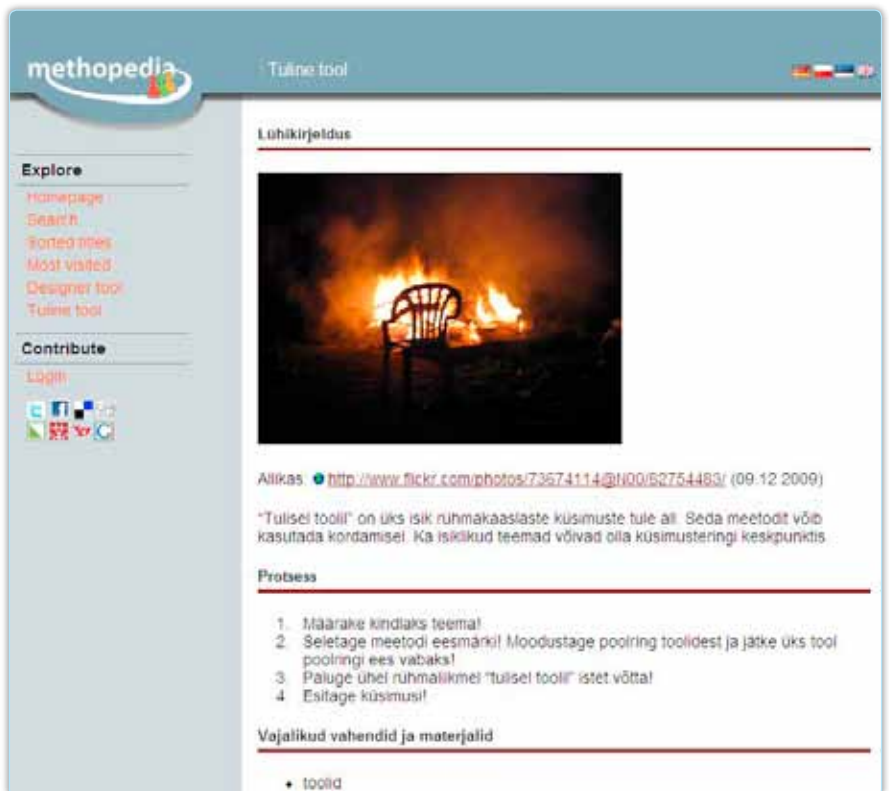 methopedia
Tuline tool
Explore
Homepage
Search
Sorted titles
Most visited
Designer tool
Tuline tool
Contribute
Login
Lühikirjeldus
Allikas: http://www.flickr.com/photos/73674114@N00/62754483/ (09.12.2009)
"Tulisel toolil" on üks isik rühmakaaslaste küsimuste tule all. Seda meetodit võib
kasutada kordamisel. Ka isiklikud teemad võivad olla küsimusteringi keskpunktis.
Protsess
1. Määrake kindlaks teema!
2. Seletage meetodi eesmärki! Moodustage poolring toolidest ja jätke üks tool
poolringi ees vabaks!
3. Paluge ühel rühmaliikmel "tulisel toolil" istet võtta!
4. Esitage küsimusi!
Vajalikud vahendid ja materjalid
• toolid